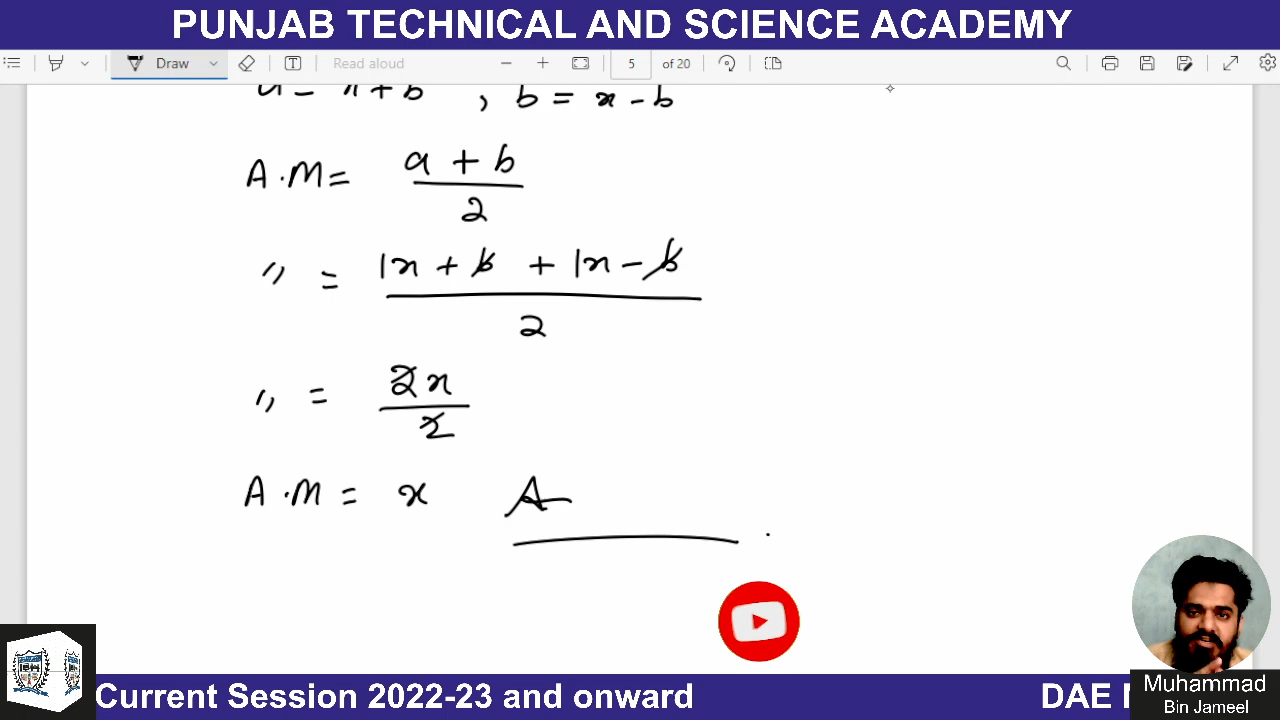 PUNJAB TECHNICAL AND SCIENCE ACADEMY
Draw Read aloud 5 of 20
a = x + b , b = x - b
A.M = a + b
2
" = 1x + b + 1x - b
2
" = 2x
2
A.M = x A
Muhammad
Bin Jameel
Current Session 2022-23 and onward DAE